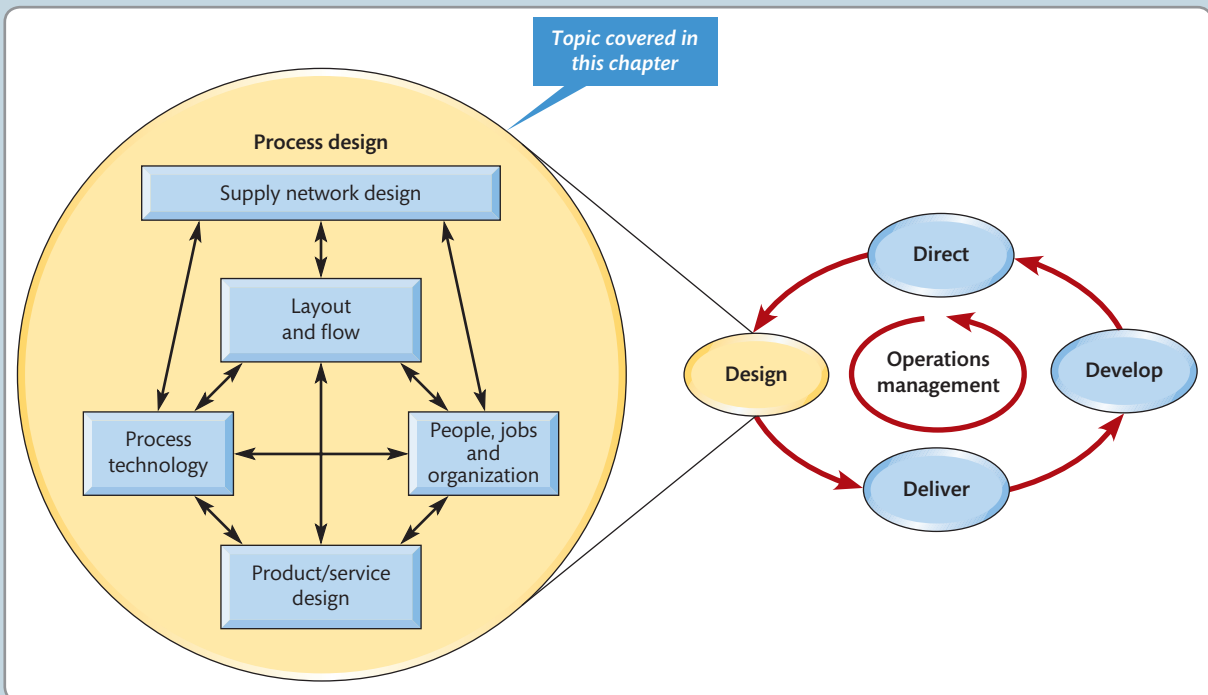 Topic covered in
this chapter
Process design
Supply network design
Layout
and flow
Process
technology
People, jobs
and
organization
Product/service
design
Direct
Design
Operations
management
Develop
Deliver